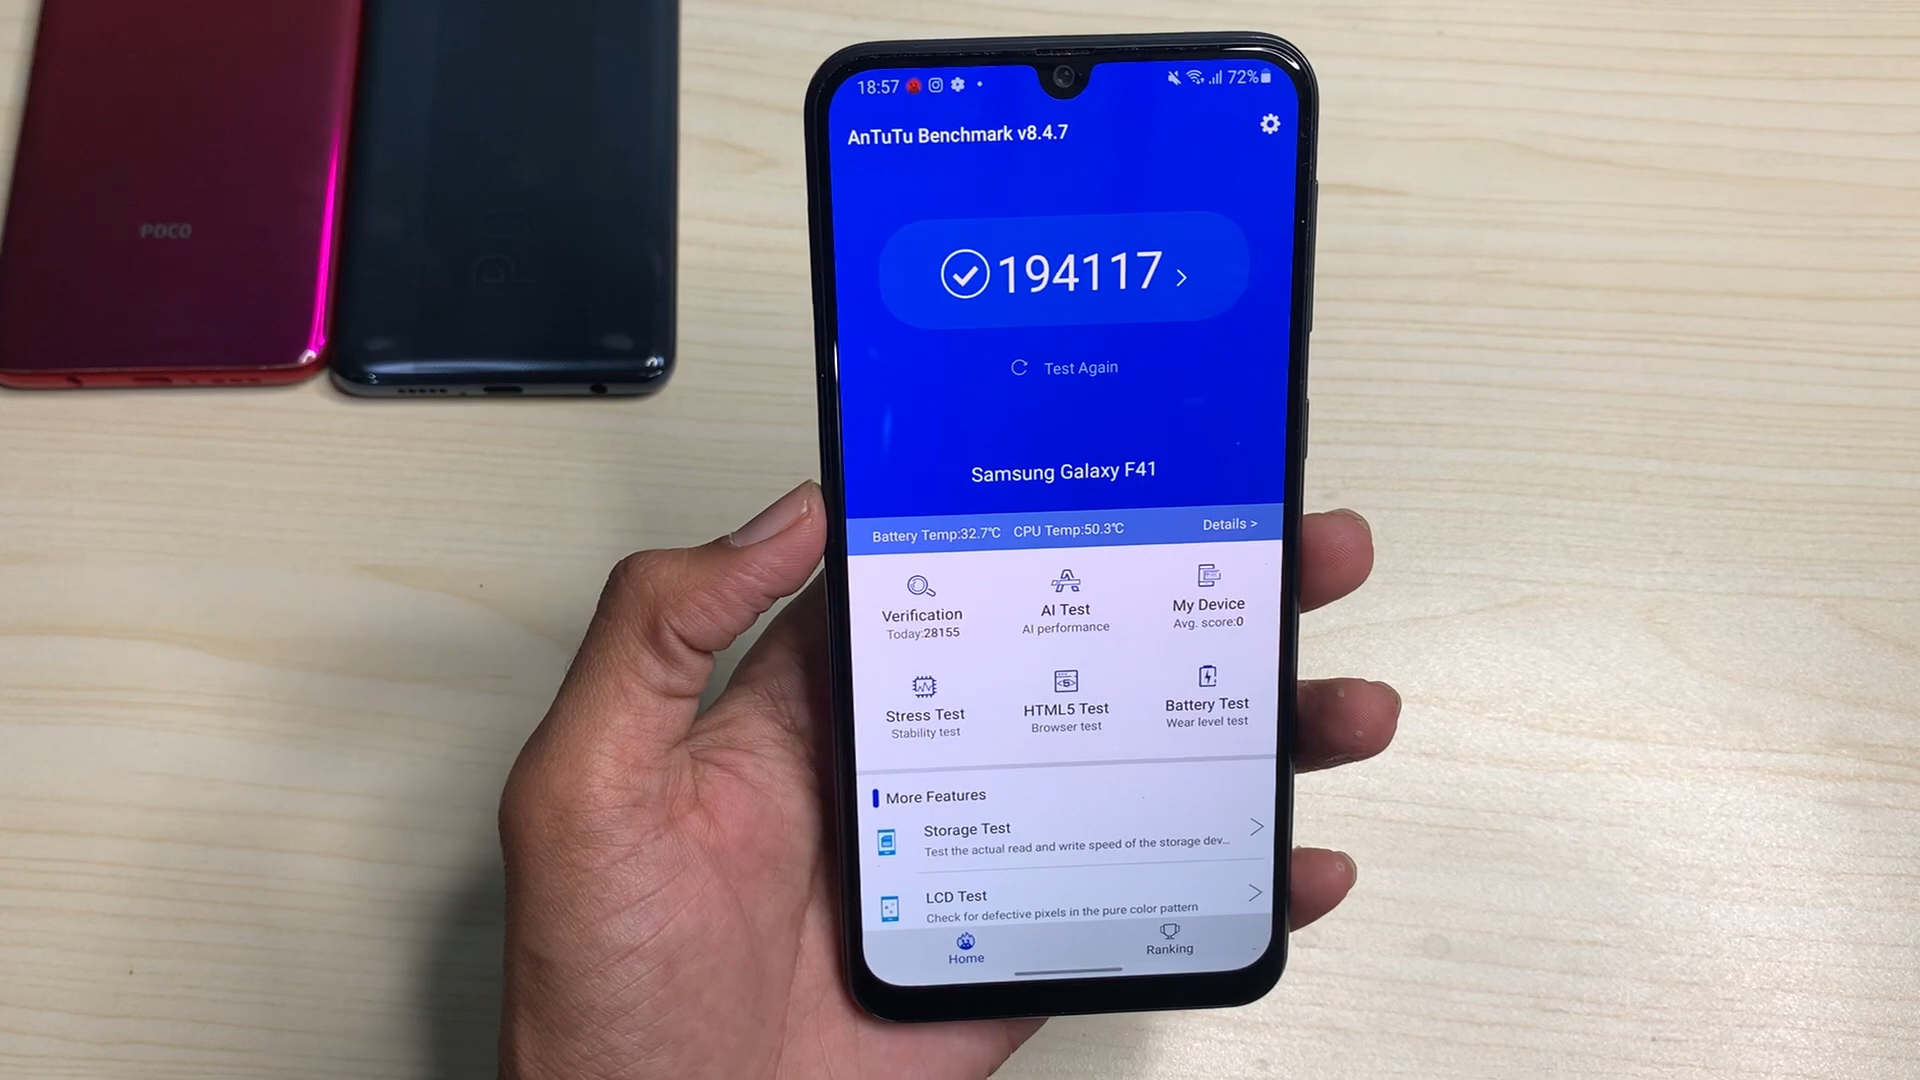 POCO
POCO
18:57
72%
AnTuTu Benchmark v8.4.7
194117 >
Test Again
Samsung Galaxy F41
Battery Temp:32.7℃ CPU Temp:50.3℃ Details >
Verification
Today:28155
AI Test
AI performance
My Device
Avg. score:0
Stress Test
Stability test
HTML5 Test
Browser test
Battery Test
Wear level test
More Features
Storage Test
Test the actual read and write speed of the storage dev...
LCD Test
Check for defective pixels in the pure color pattern
Home
Ranking